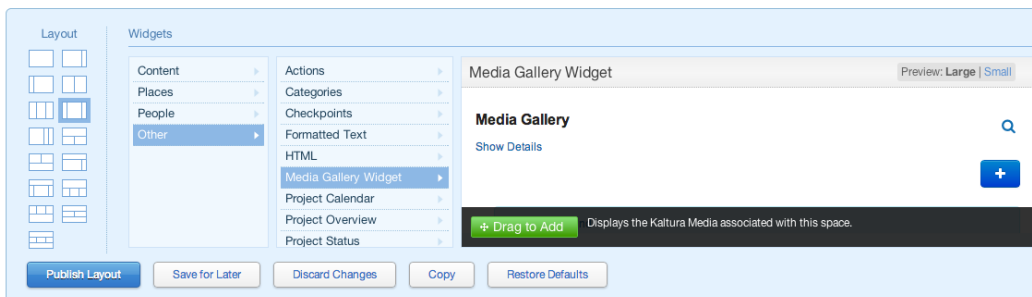 Layout
Widgets
Content
Places
People
Other
Actions
Categories
Checkpoints
Formatted Text
HTML
Media Gallery Widget
Project Calendar
Project Overview
Project Status
Media Gallery Widget
Preview: Large | Small
Media Gallery
Show Details
+
Drag to Add
Displays the Kaltura Media associated with this space.
Publish Layout
Save for Later
Discard Changes
Copy
Restore Defaults